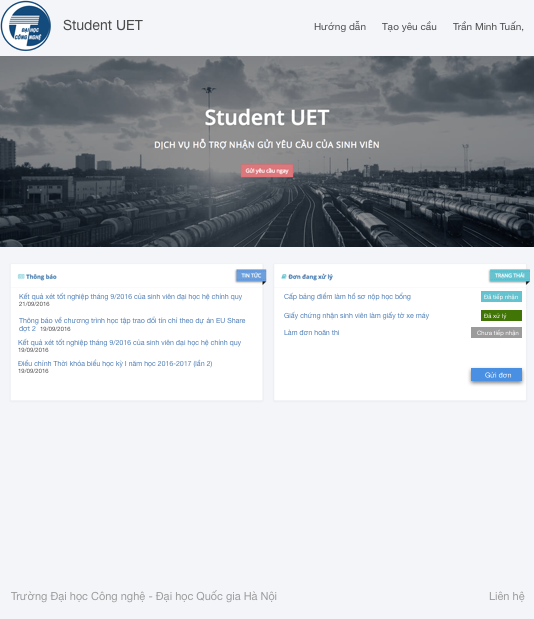 ĐẠI HỌC
CÔNG NGHỆ
Student UET
Hướng dẫn Tạo yêu cầu Trần Minh Tuấn,
Student UET
DỊCH VỤ HỖ TRỢ NHẬN GỬI YÊU CẦU CỦA SINH VIÊN
Gửi yêu cầu ngay
Thông báo
TIN TỨC
Kết quả xét tốt nghiệp tháng 9/2016 của sinh viên đại học hệ chính quy
21/09/2016
Thông báo về chương trình học tập trao đổi tín chỉ theo dự án EU Share
đợt 2 19/09/2016
Kết quả xét tốt nghiệp tháng 9/2016 của sinh viên đại học hệ chính quy
19/09/2016
Điều chỉnh Thời khóa biểu học kỳ I năm học 2016-2017 (lần 2)
19/09/2016
Đơn đang xử lý
TRẠNG THÁI
Cấp bảng điểm làm hồ sơ nộp học bổng Đã tiếp nhận
Giấy chứng nhận sinh viên làm giấy tờ xe máy Đã xử lý
Làm đơn hoãn thi Chưa tiếp nhận
Gửi đơn
Trường Đại học Công nghệ - Đại học Quốc gia Hà Nội
Liên hệ